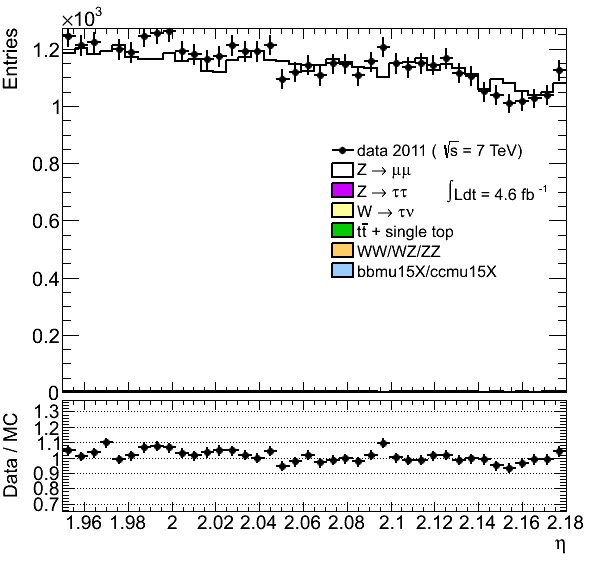 ×10³
Entries
1.2
1
0.8
0.6
0.4
0.2
0
data 2011 ( √s = 7 TeV)
Z → μμ
Z → ττ
∫Ldt = 4.6 fb⁻¹
W → τν
tt̄ + single top
WW/WZ/ZZ
bbmu15X/ccmu15X
Data / MC
1.3
1.2
1.1
1
0.9
0.8
0.7
1.96 1.98 2 2.02 2.04 2.06 2.08 2.1 2.12 2.14 2.16 2.18
η